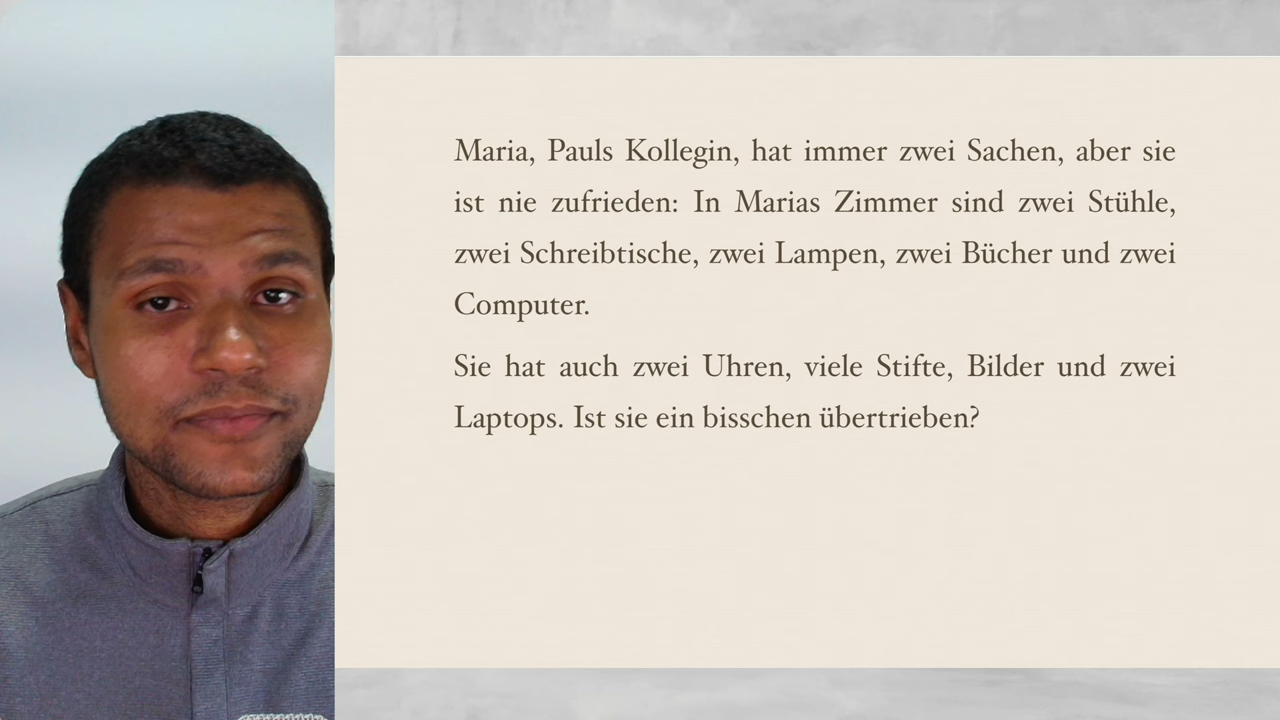 Maria, Pauls Kollegin, hat immer zwei Sachen, aber sie
ist nie zufrieden: In Marias Zimmer sind zwei Stühle,
zwei Schreibtische, zwei Lampen, zwei Bücher und zwei
Computer.
Sie hat auch zwei Uhren, viele Stifte, Bilder und zwei
Laptops. Ist sie ein bisschen übertrieben?